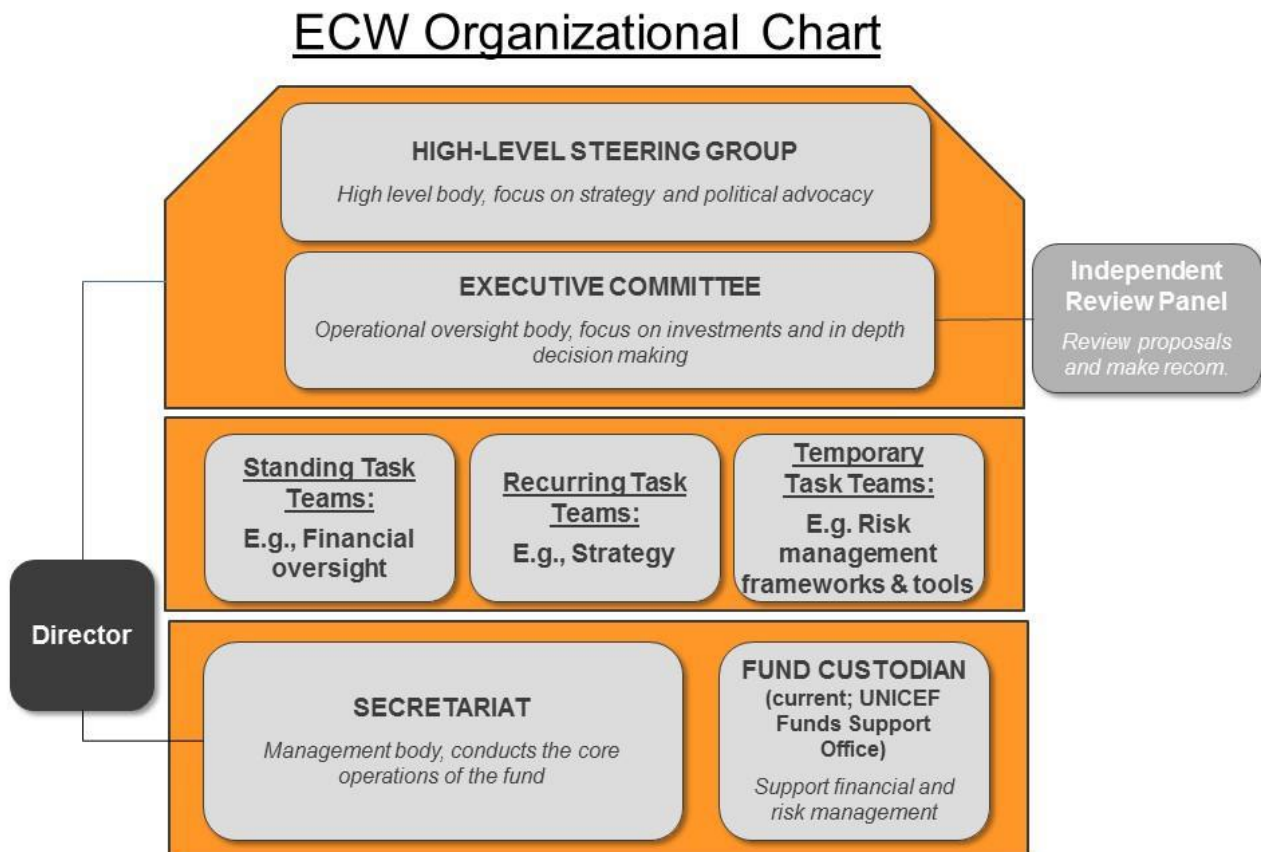 ECW Organizational Chart
HIGH-LEVEL STEERING GROUP
High level body, focus on strategy and political advocacy
EXECUTIVE COMMITTEE
Operational oversight body, focus on investments and in depth
decision making
Independent
Review Panel
Review proposals
and make recom.
Standing Task
Teams:
E.g., Financial
oversight
Recurring Task
Teams:
E.g., Strategy
Temporary
Task Teams:
E.g. Risk
management
frameworks & tools
Director
SECRETARIAT
Management body, conducts the core
operations of the fund
FUND CUSTODIAN
(current; UNICEF
Funds Support
Office)
Support financial and
risk management